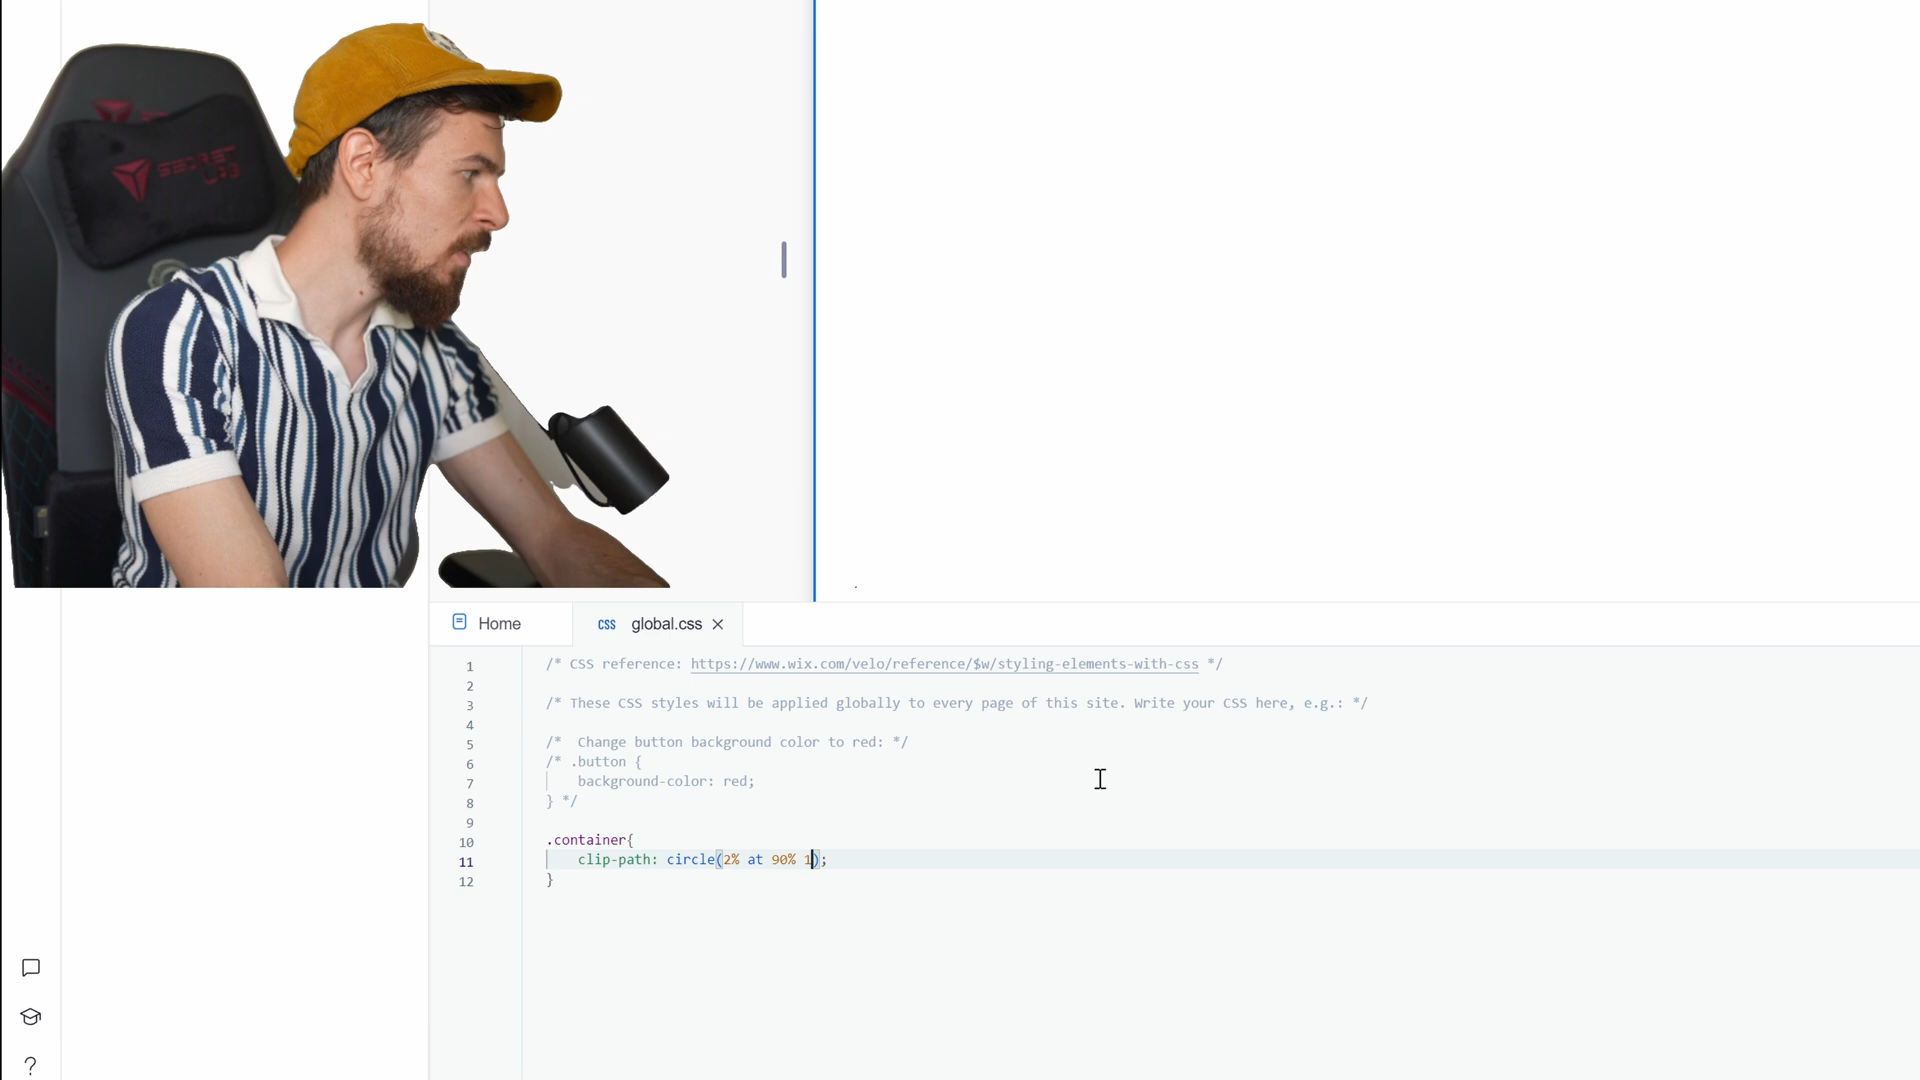 SECRET
LAB
Home
CSS global.css
1 /* CSS reference: https://www.wix.com/velo/reference/$w/styling-elements-with-css */
2
3 /* These CSS styles will be applied globally to every page of this site. Write your CSS here, e.g.: */
4
5 /*  Change button background color to red: */
6 /* .button {
7     background-color: red;
8 } */
9
10 .container{
11     clip-path: circle(2% at 90% 1);
12 }
?